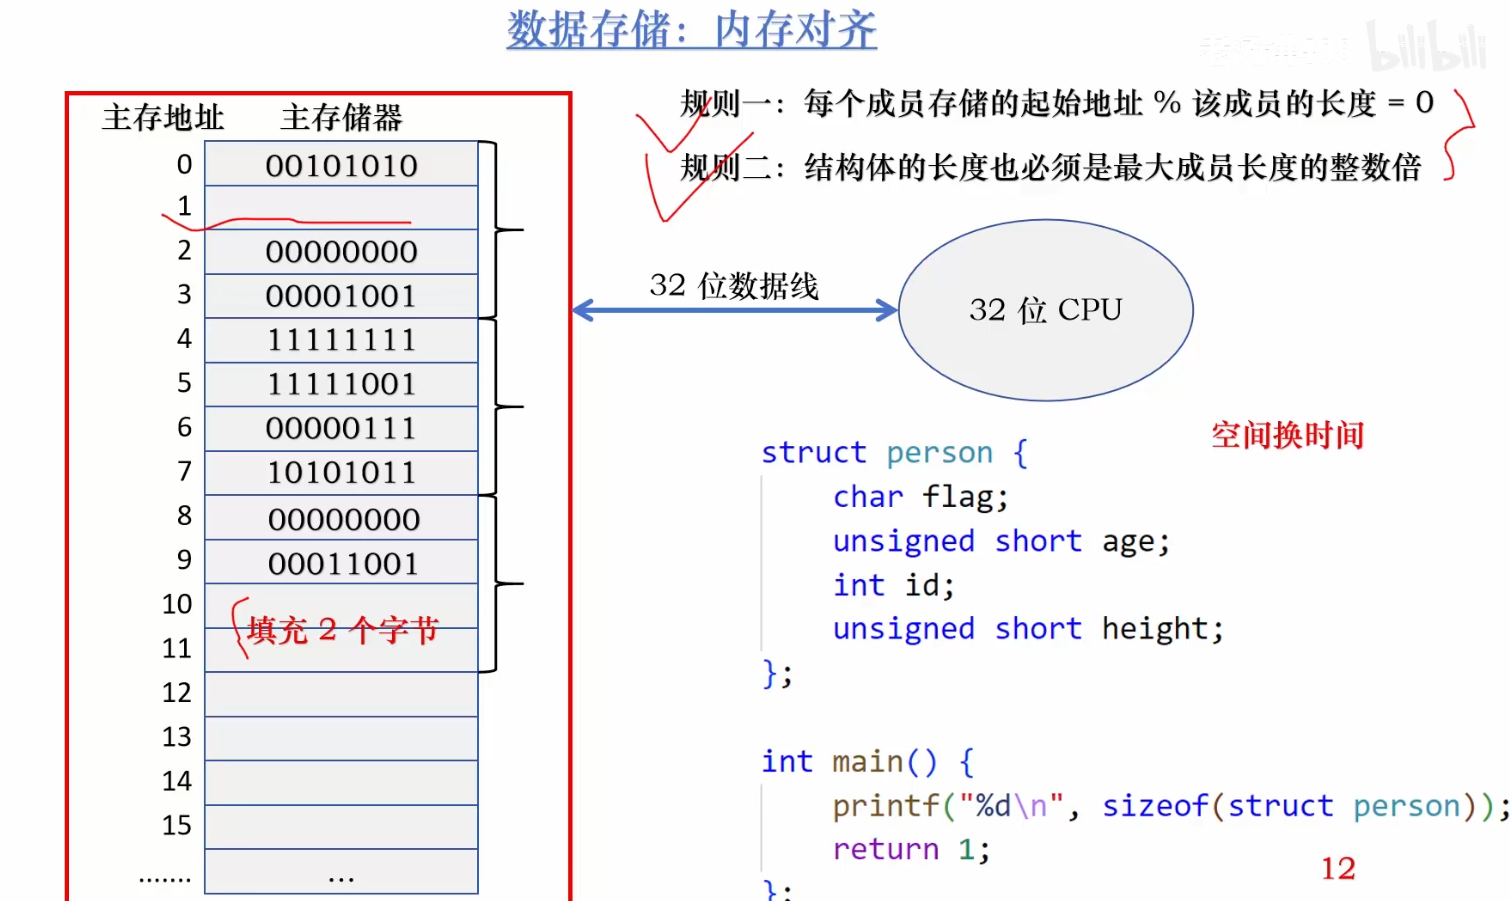 数据存储：内存对齐
bilibili
主存地址 主存储器
0 00101010
1
2 00000000
3 00001001
4 11111111
5 11111001
6 00000111
7 10101011
8 00000000
9 00011001
10
填充 2 个字节
11
12
13
14
15
....... ...
规则一：每个成员存储的起始地址 % 该成员的长度 = 0
规则二：结构体的长度也必须是最大成员长度的整数倍
32 位数据线
32 位 CPU
空间换时间
struct person {
char flag;
unsigned short age;
int id;
unsigned short height;
};
int main() {
printf("%d\n", sizeof(struct person));
return 1;
};
12